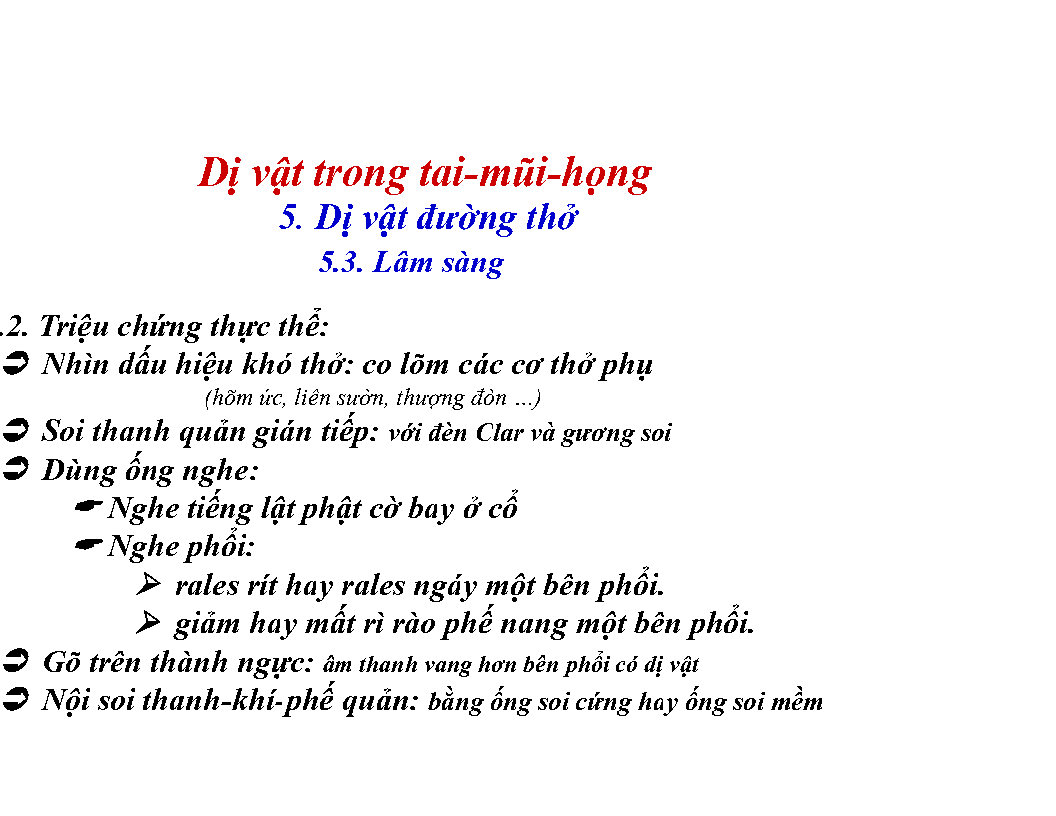 Dị vật trong tai-mũi-họng
5. Dị vật đường thở
5.3. Lâm sàng
.2. Triệu chứng thực thể:
➲ Nhìn dấu hiệu khó thở: co lõm các cơ thở phụ
(hõm ức, liên sườn, thượng đòn …)
➲ Soi thanh quản gián tiếp: với đèn Clar và gương soi
➲ Dùng ống nghe:
☛ Nghe tiếng lật phật cờ bay ở cổ
☛ Nghe phổi:
➢ rales rít hay rales ngáy một bên phổi.
➢ giảm hay mất rì rào phế nang một bên phổi.
➲ Gõ trên thành ngực: âm thanh vang hơn bên phổi có dị vật
➲ Nội soi thanh-khí-phế quản: bằng ống soi cứng hay ống soi mềm